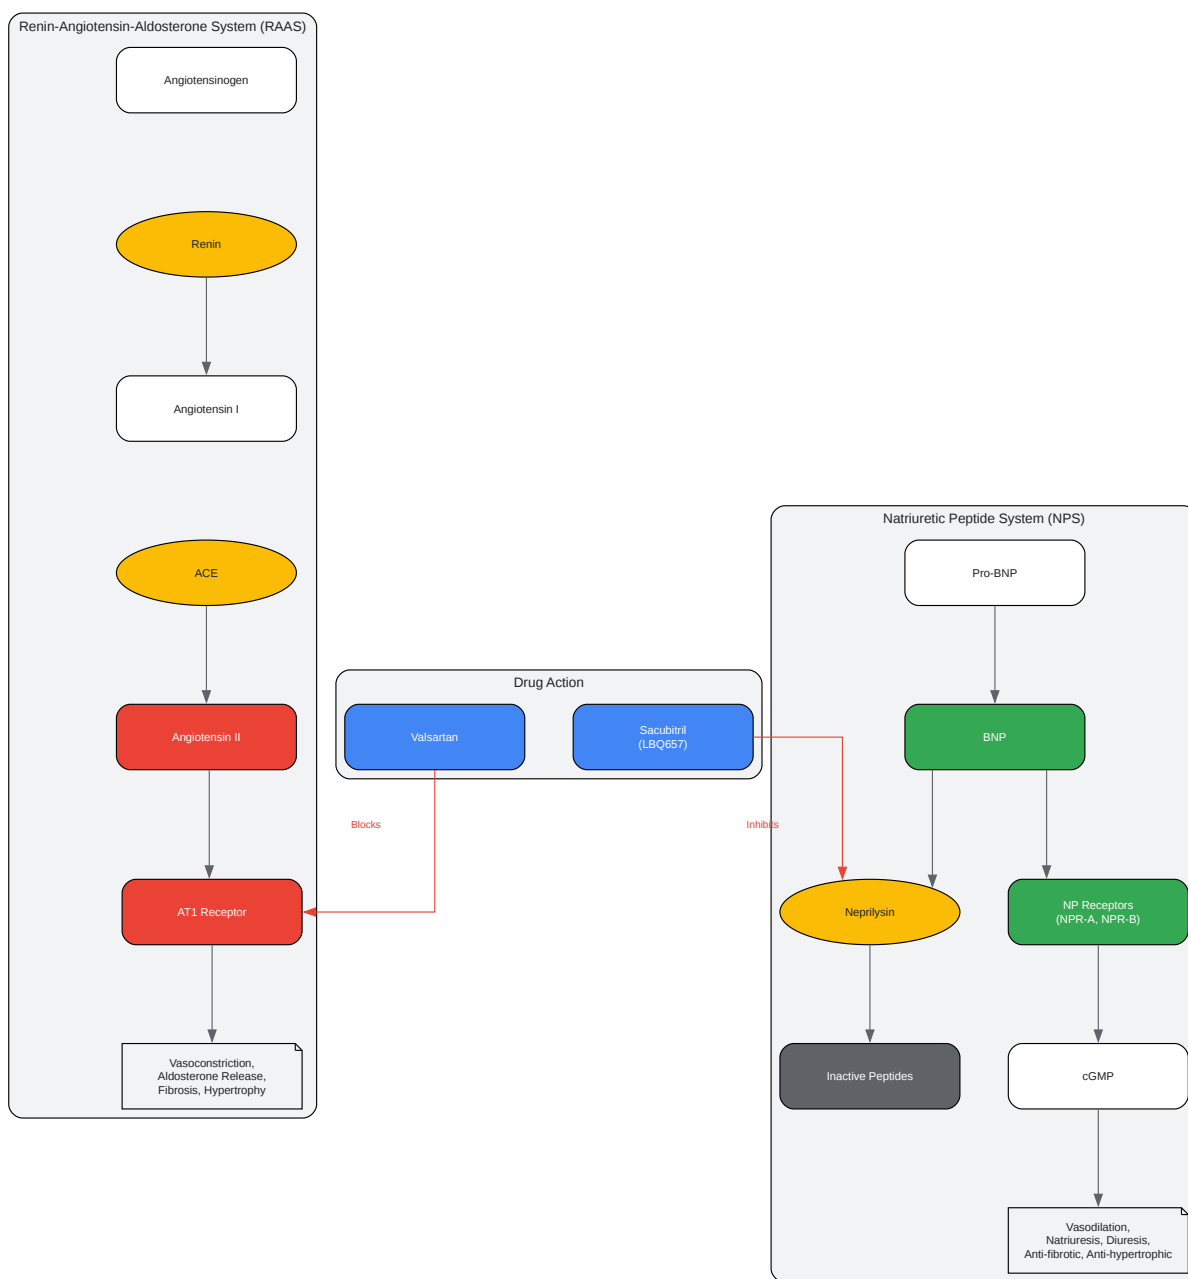 Renin-Angiotensin-Aldosterone System (RAAS)
Angiotensinogen
Renin
Angiotensin I
ACE
Angiotensin II
AT1 Receptor
Vasoconstriction,
Aldosterone Release,
Fibrosis, Hypertrophy
Drug Action
Valsartan
Sacubitril
(LBQ657)
Blocks
Inhibits
Natriuretic Peptide System (NPS)
Pro-BNP
BNP
Neprilysin
NP Receptors
(NPR-A, NPR-B)
Inactive Peptides
cGMP
Vasodilation,
Natriuresis, Diuresis,
Anti-fibrotic, Anti-hypertrophic